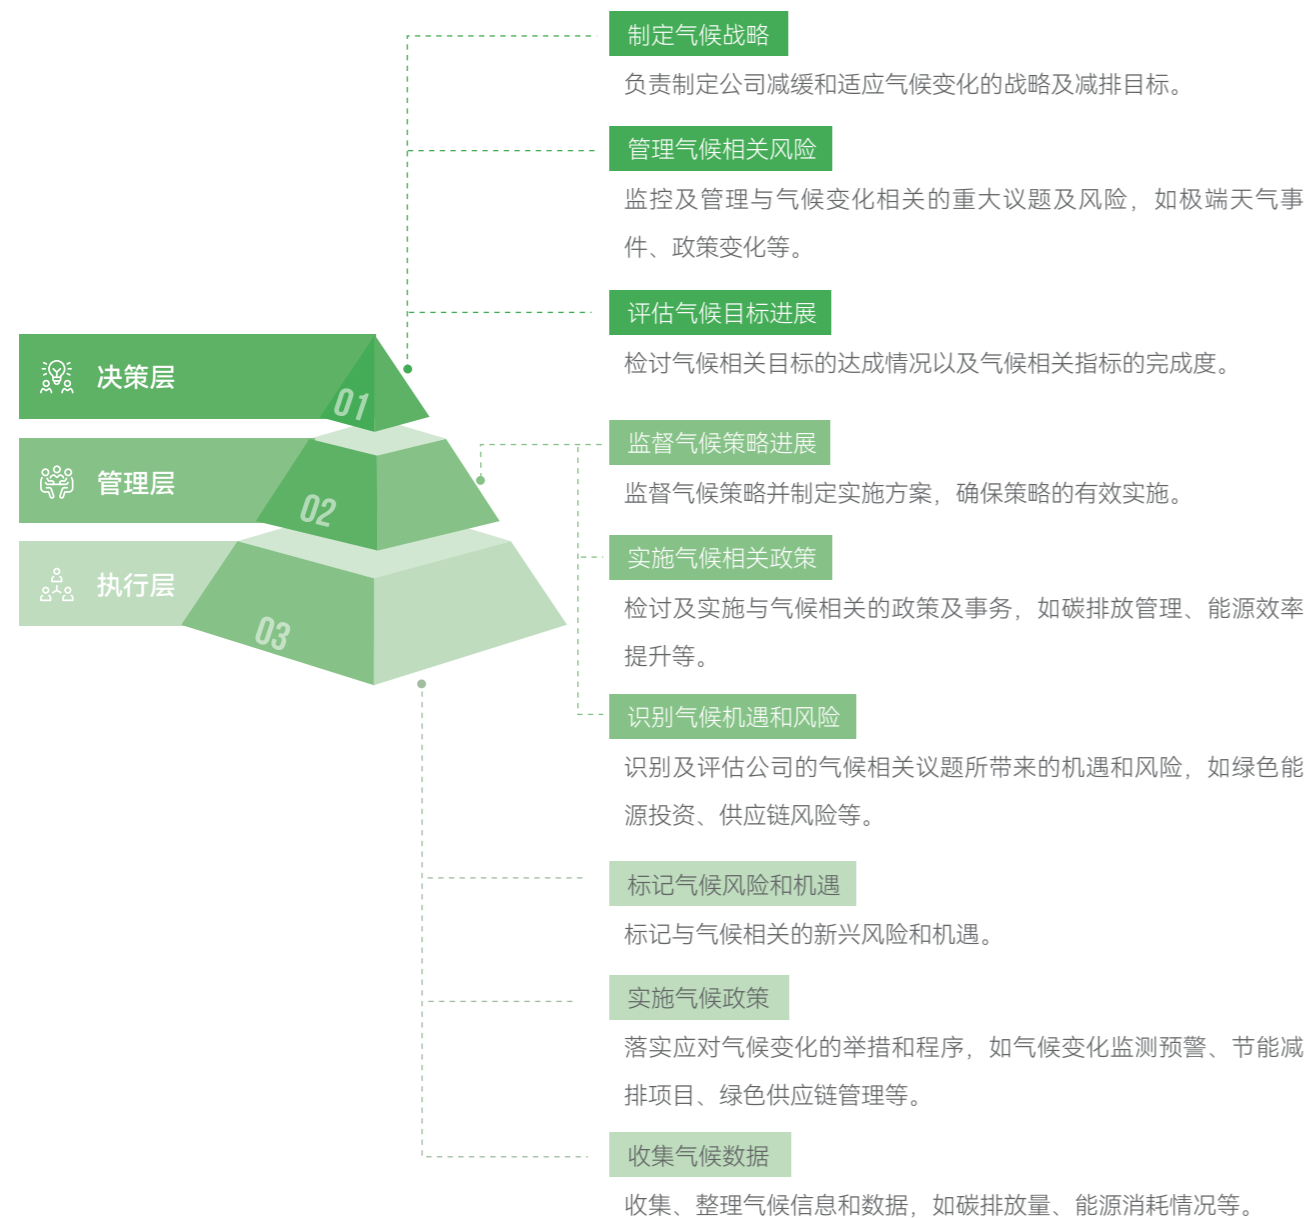 制定气候战略
负责制定公司减缓和适应气候变化的战略及减排目标。
管理气候相关风险
监控及管理与气候变化相关的重大议题及风险，如极端天气事
件、政策变化等。
评估气候目标进展
检讨气候相关目标的达成情况以及气候相关指标的完成度。
决策层
01
管理层
02
执行层
03
监督气候策略进展
监督气候策略并制定实施方案，确保策略的有效实施。
实施气候相关政策
检讨及实施与气候相关的政策及事务，如碳排放管理、能源效率
提升等。
识别气候机遇和风险
识别及评估公司的气候相关议题所带来的机遇和风险，如绿色能
源投资、供应链风险等。
标记气候风险和机遇
标记与气候相关的新兴风险和机遇。
实施气候政策
落实应对气候变化的举措和程序，如气候变化监测预警、节能减
排项目、绿色供应链管理等。
收集气候数据
收集、整理气候信息和数据，如碳排放量、能源消耗情况等。